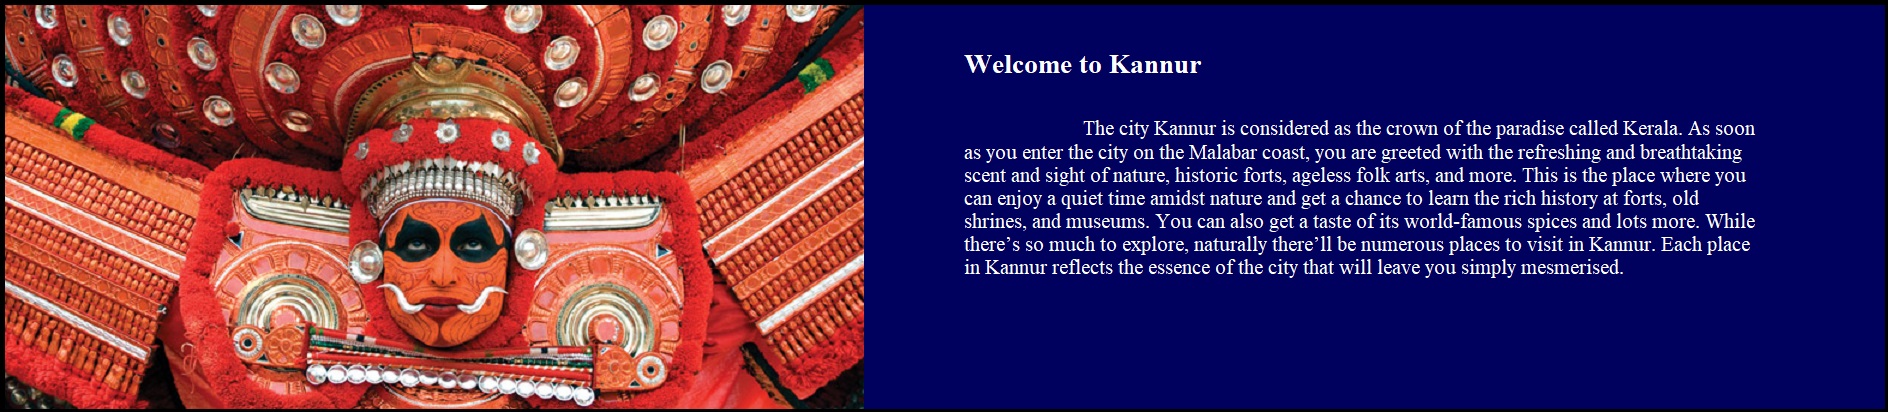 Welcome to Kannur
The city Kannur is considered as the crown of the paradise called Kerala. As soon
as you enter the city on the Malabar coast, you are greeted with the refreshing and breathtaking
scent and sight of nature, historic forts, ageless folk arts, and more. This is the place where you
can enjoy a quiet time amidst nature and get a chance to learn the rich history at forts, old
shrines, and museums. You can also get a taste of its world-famous spices and lots more. While
there’s so much to explore, naturally there’ll be numerous places to visit in Kannur. Each place
in Kannur reflects the essence of the city that will leave you simply mesmerised.